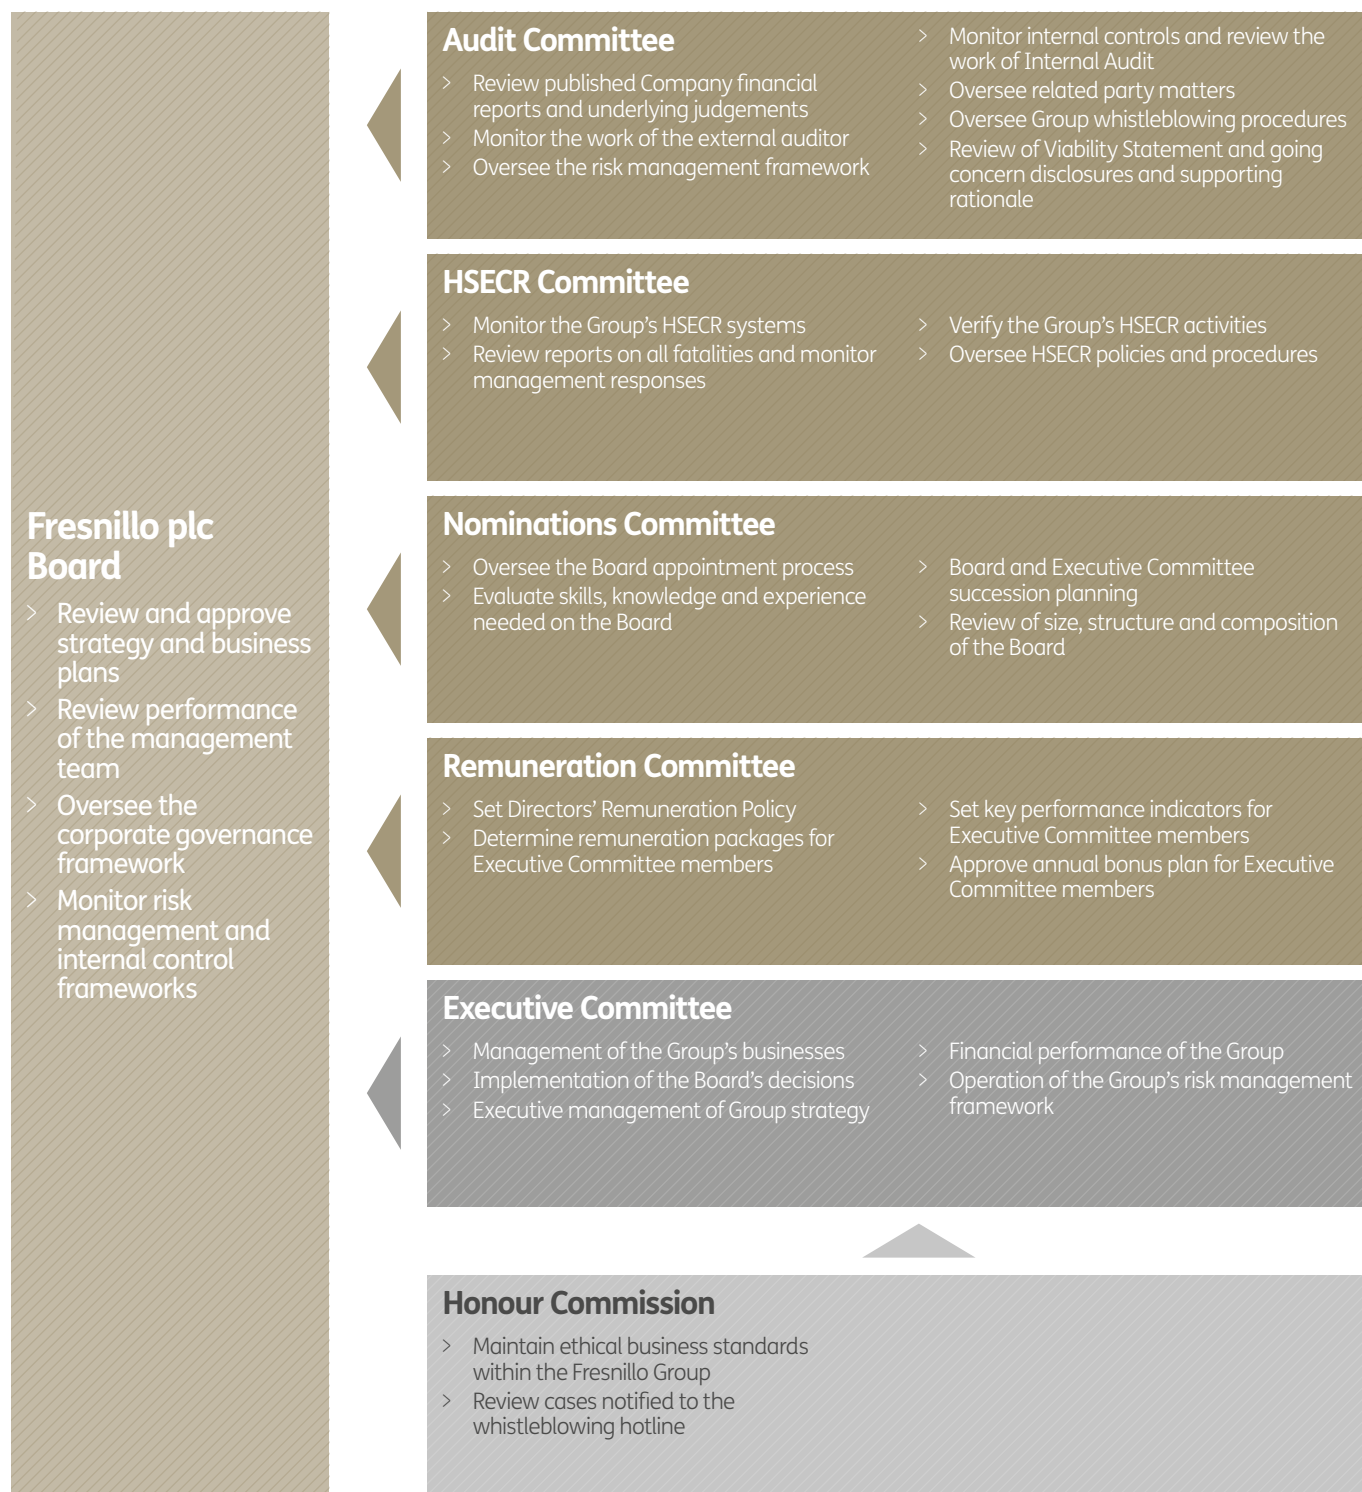 Fresnillo plc
Board
> Review and approve
strategy and business
plans
> Review performance
of the management
team
> Oversee the
corporate governance
framework
> Monitor risk
management and
internal control
frameworks
Audit Committee
> Review published Company financial
reports and underlying judgements
> Monitor the work of the external auditor
> Oversee the risk management framework
> Monitor internal controls and review the
work of Internal Audit
> Oversee related party matters
> Oversee Group whistleblowing procedures
> Review of Viability Statement and going
concern disclosures and supporting
rationale
HSECR Committee
> Monitor the Group’s HSECR systems
> Review reports on all fatalities and monitor
management responses
> Verify the Group’s HSECR activities
> Oversee HSECR policies and procedures
Nominations Committee
> Oversee the Board appointment process
> Evaluate skills, knowledge and experience
needed on the Board
> Board and Executive Committee
succession planning
> Review of size, structure and composition
of the Board
Remuneration Committee
> Set Directors’ Remuneration Policy
> Determine remuneration packages for
Executive Committee members
> Set key performance indicators for
Executive Committee members
> Approve annual bonus plan for Executive
Committee members
Executive Committee
> Management of the Group’s businesses
> Implementation of the Board’s decisions
> Executive management of Group strategy
> Financial performance of the Group
> Operation of the Group’s risk management
framework
Honour Commission
> Maintain ethical business standards
within the Fresnillo Group
> Review cases notified to the
whistleblowing hotline